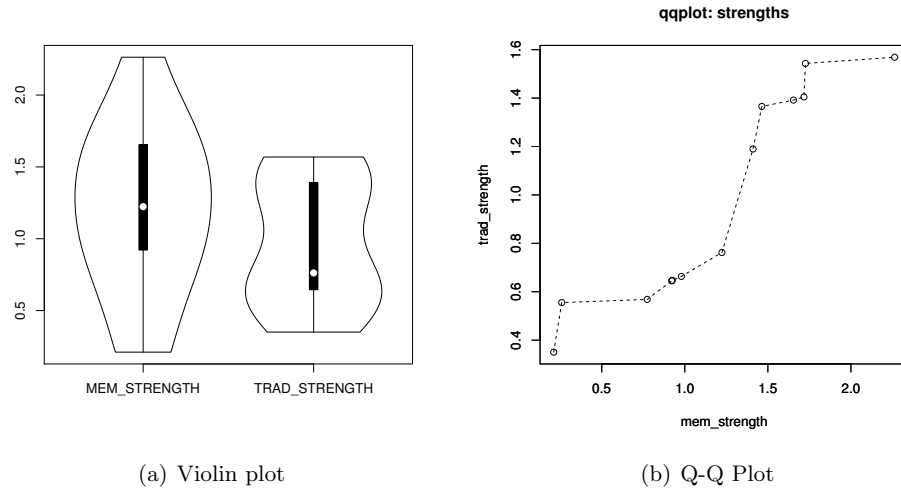 2.0
1.5
1.0
0.5
MEM_STRENGTH TRAD_STRENGTH
(a) Violin plot
qqplot: strengths
1.6
1.4
1.2
1.0
0.8
0.6
0.4
trad_strength
0.5 1.0 1.5 2.0
mem_strength
(b) Q-Q Plot